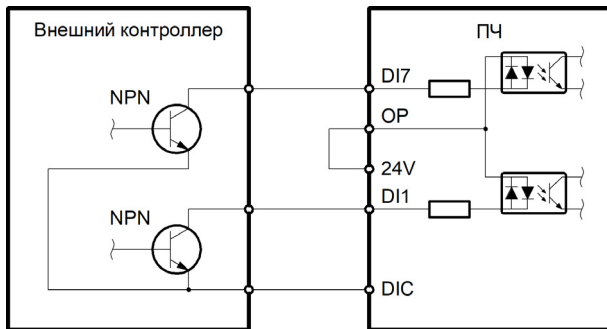 Внешний контроллер
ПЧ
NPN
DI7
OP
24V
NPN
DI1
DIC